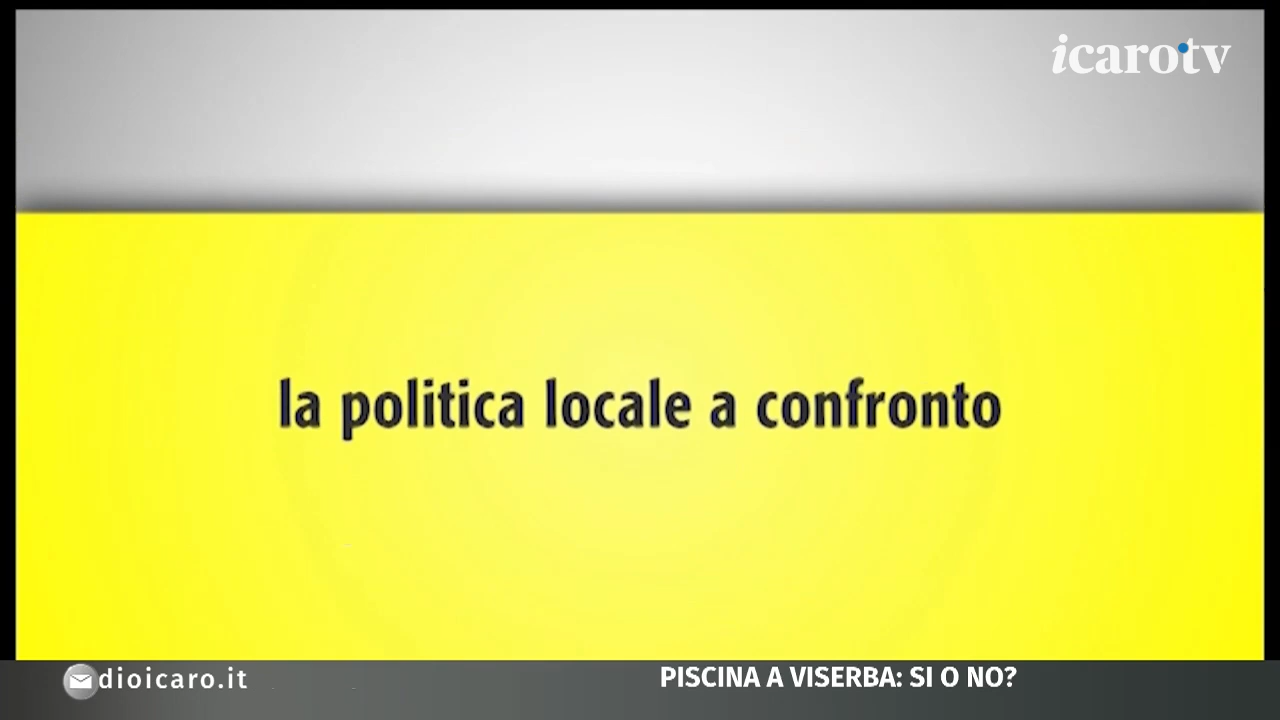 icarotv
la politica locale a confronto
dioicaro.it
PISCINA A VISERBA: SI O NO?